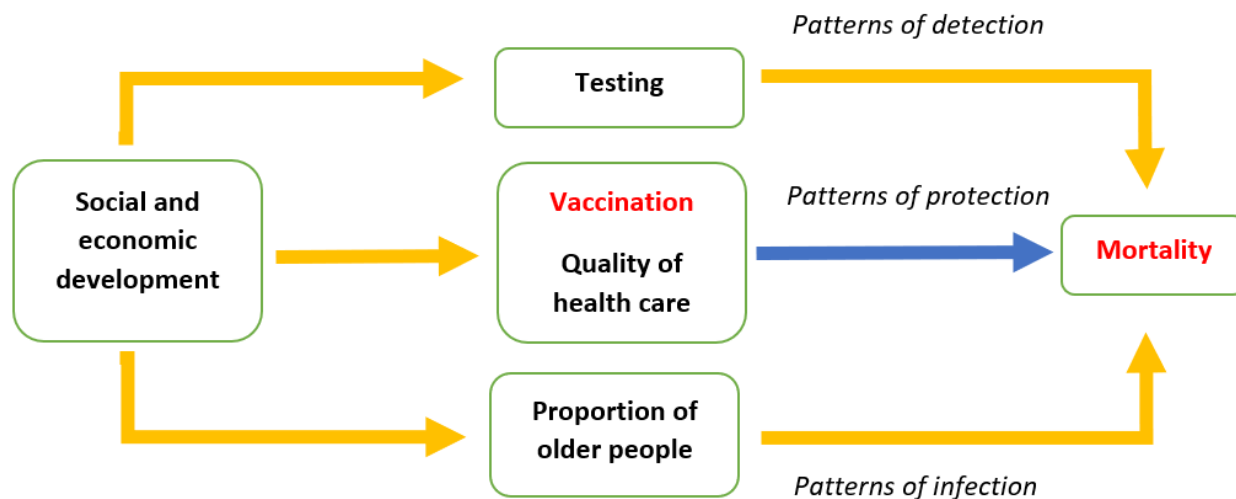 Patterns of detection
Testing
Social and
economic
development
Vaccination
Quality of
health care
Patterns of protection
Mortality
Proportion of
older people
Patterns of infection